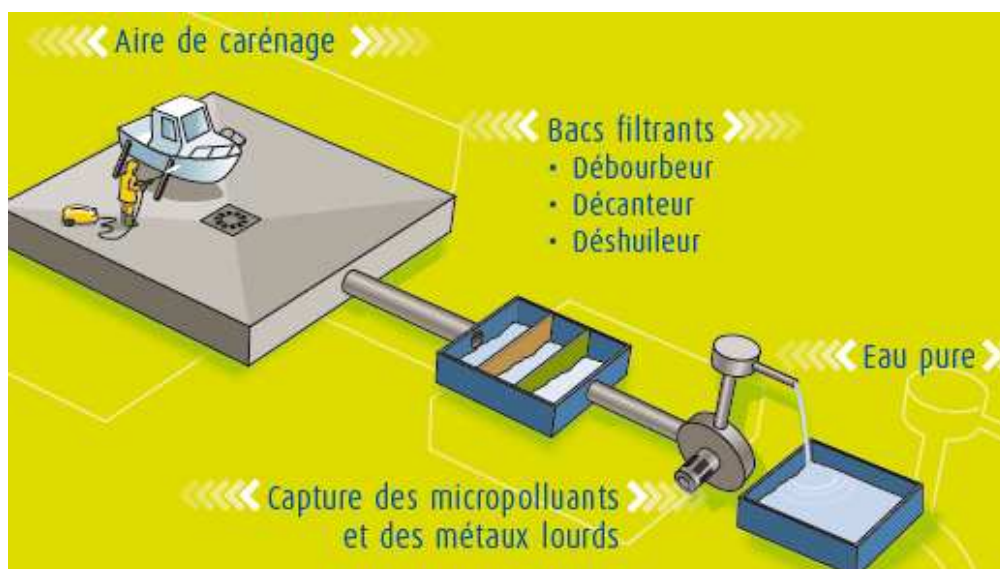 Aire de carénage
Bacs filtrants
• Débourbeur
• Décanteur
• Déshuileur
Eau pure
Capture des micropolluants
et des métaux lourds